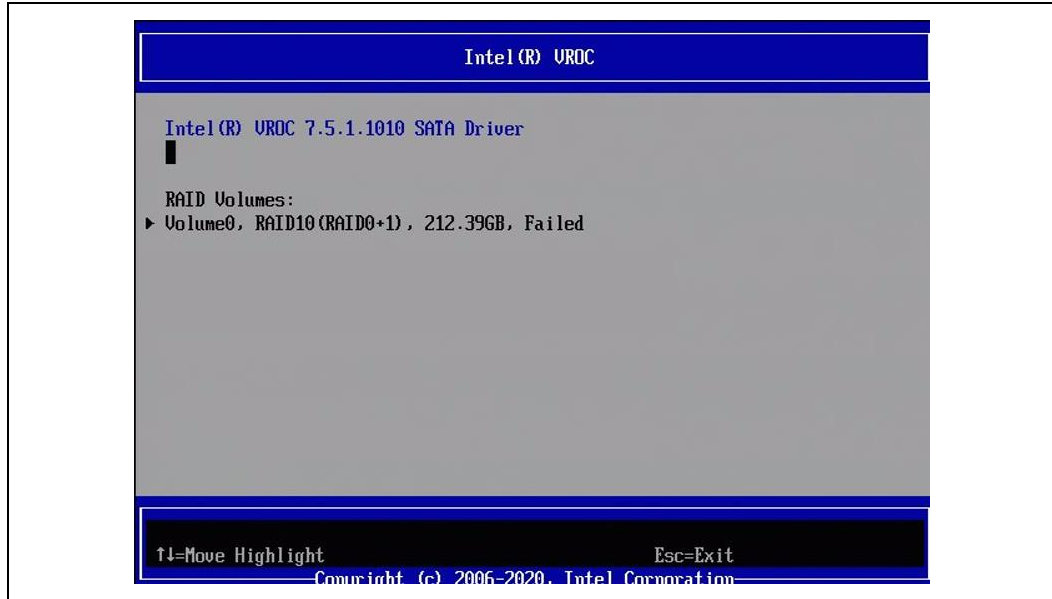 Intel(R) VROC
Intel(R) VROC 7.5.1.1010 SATA Driver
RAID Volumes:
Volume0, RAID10(RAID0+1), 212.39GB, Failed
↑↓=Move Highlight Esc=Exit
Copyright (c) 2006-2020, Intel Corporation